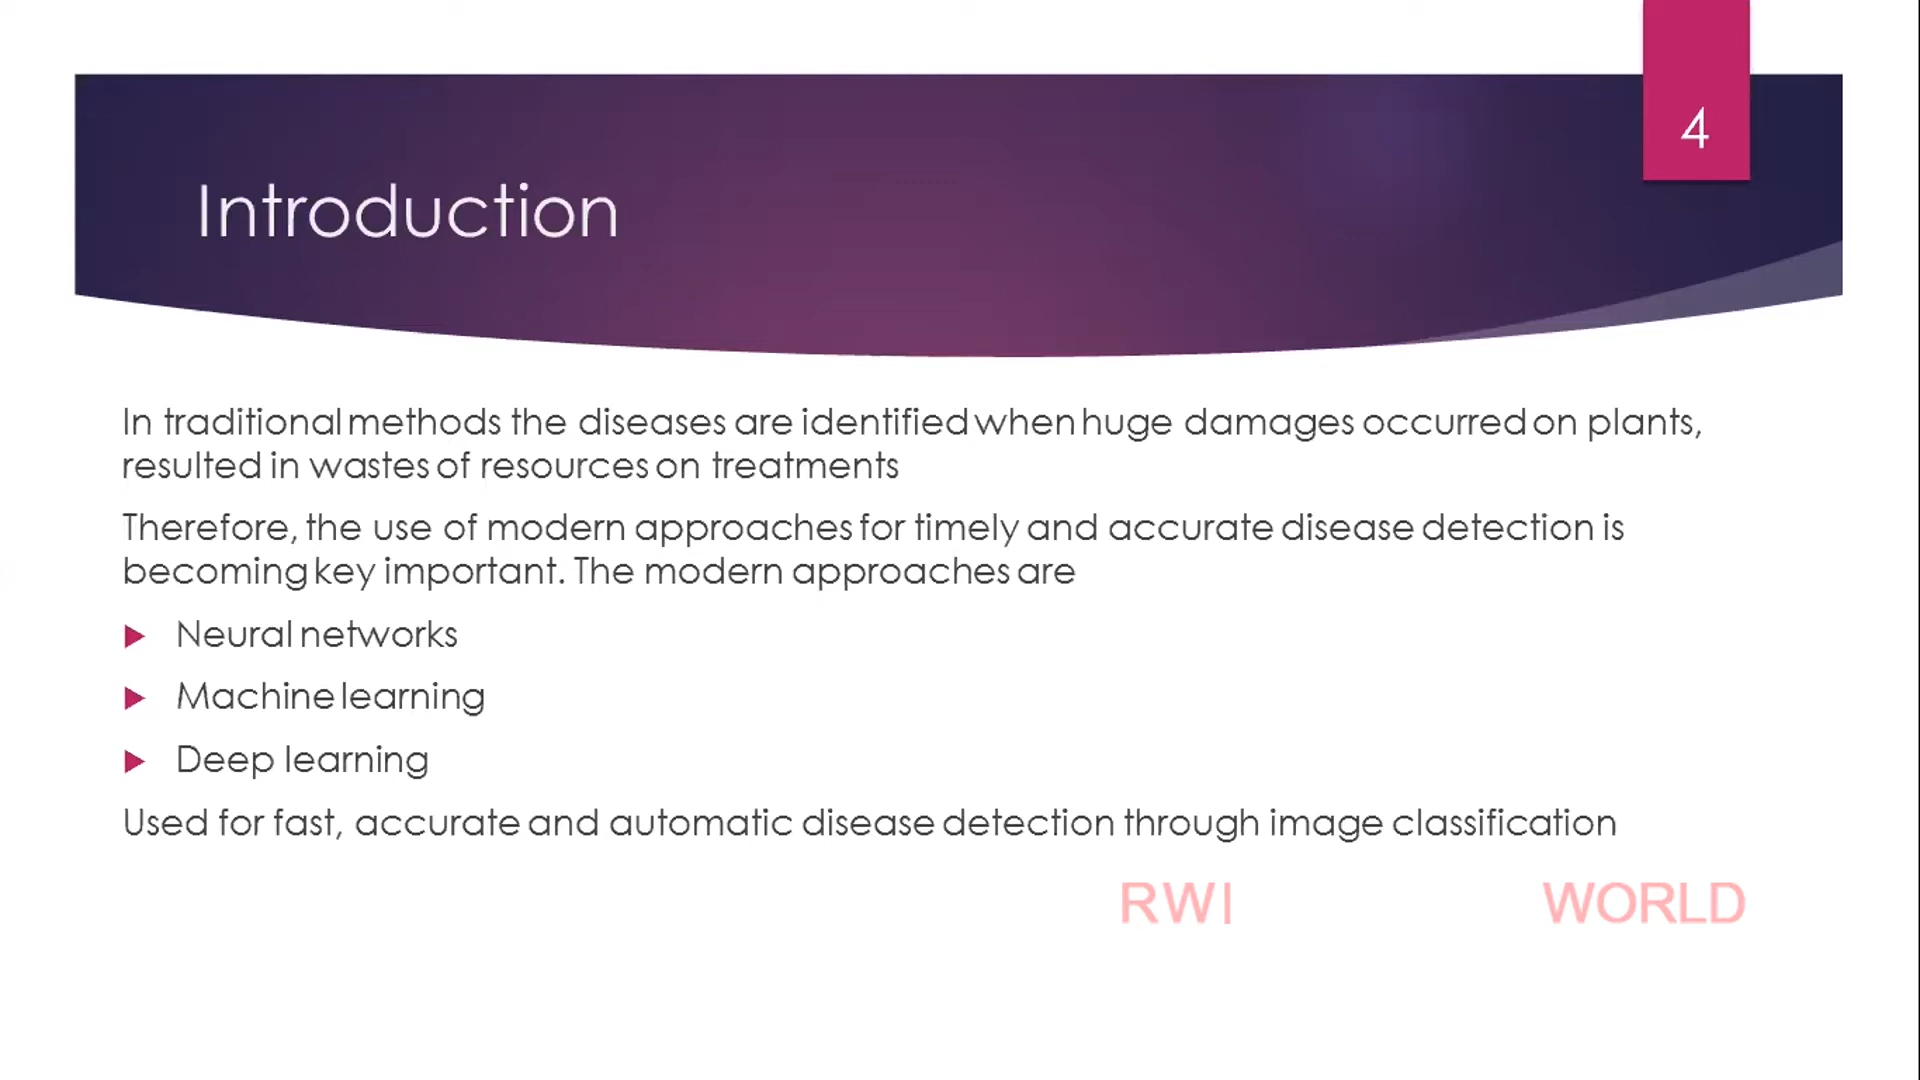 4
Introduction
In traditional methods the diseases are identified when huge damages occurred on plants,
resulted in wastes of resources on treatments
Therefore, the use of modern approaches for timely and accurate disease detection is
becoming key important. The modern approaches are
Neural networks
Machine learning
Deep learning
Used for fast, accurate and automatic disease detection through image classification
RWI WORLD